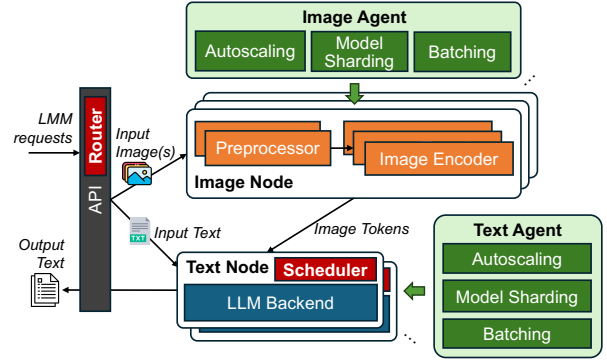 Image Agent
Autoscaling
Model
Sharding
Batching
LMM
requests
Router
API
Input
Image(s)
Preprocessor
Image Encoder
Image Node
TXT
Input Text
Image Tokens
Output
Text
Text Node
Scheduler
LLM Backend
Text Agent
Autoscaling
Model Sharding
Batching